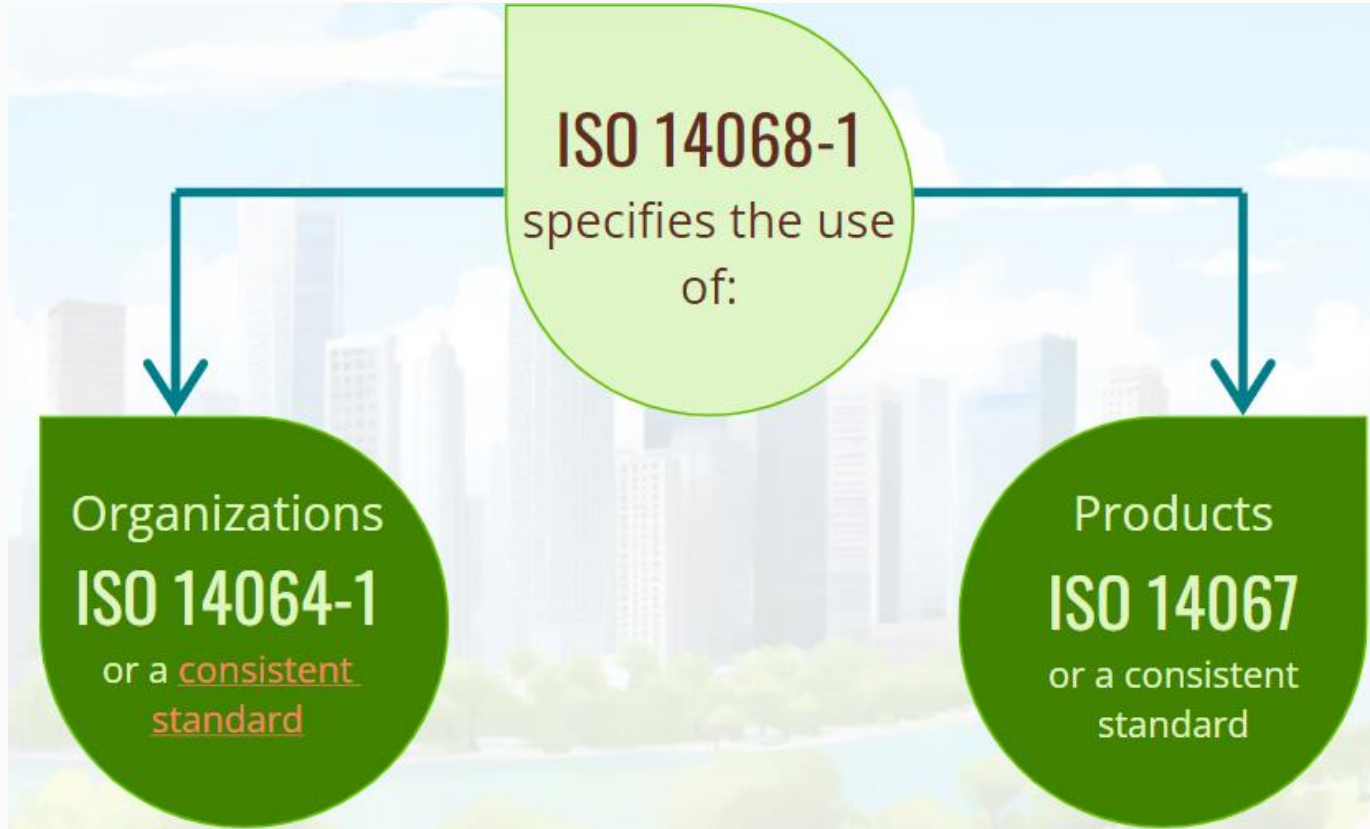 ISO 14068-1
specifies the use
of:
Organizations
ISO 14064-1
or a consistent
standard
Products
ISO 14067
or a consistent
standard